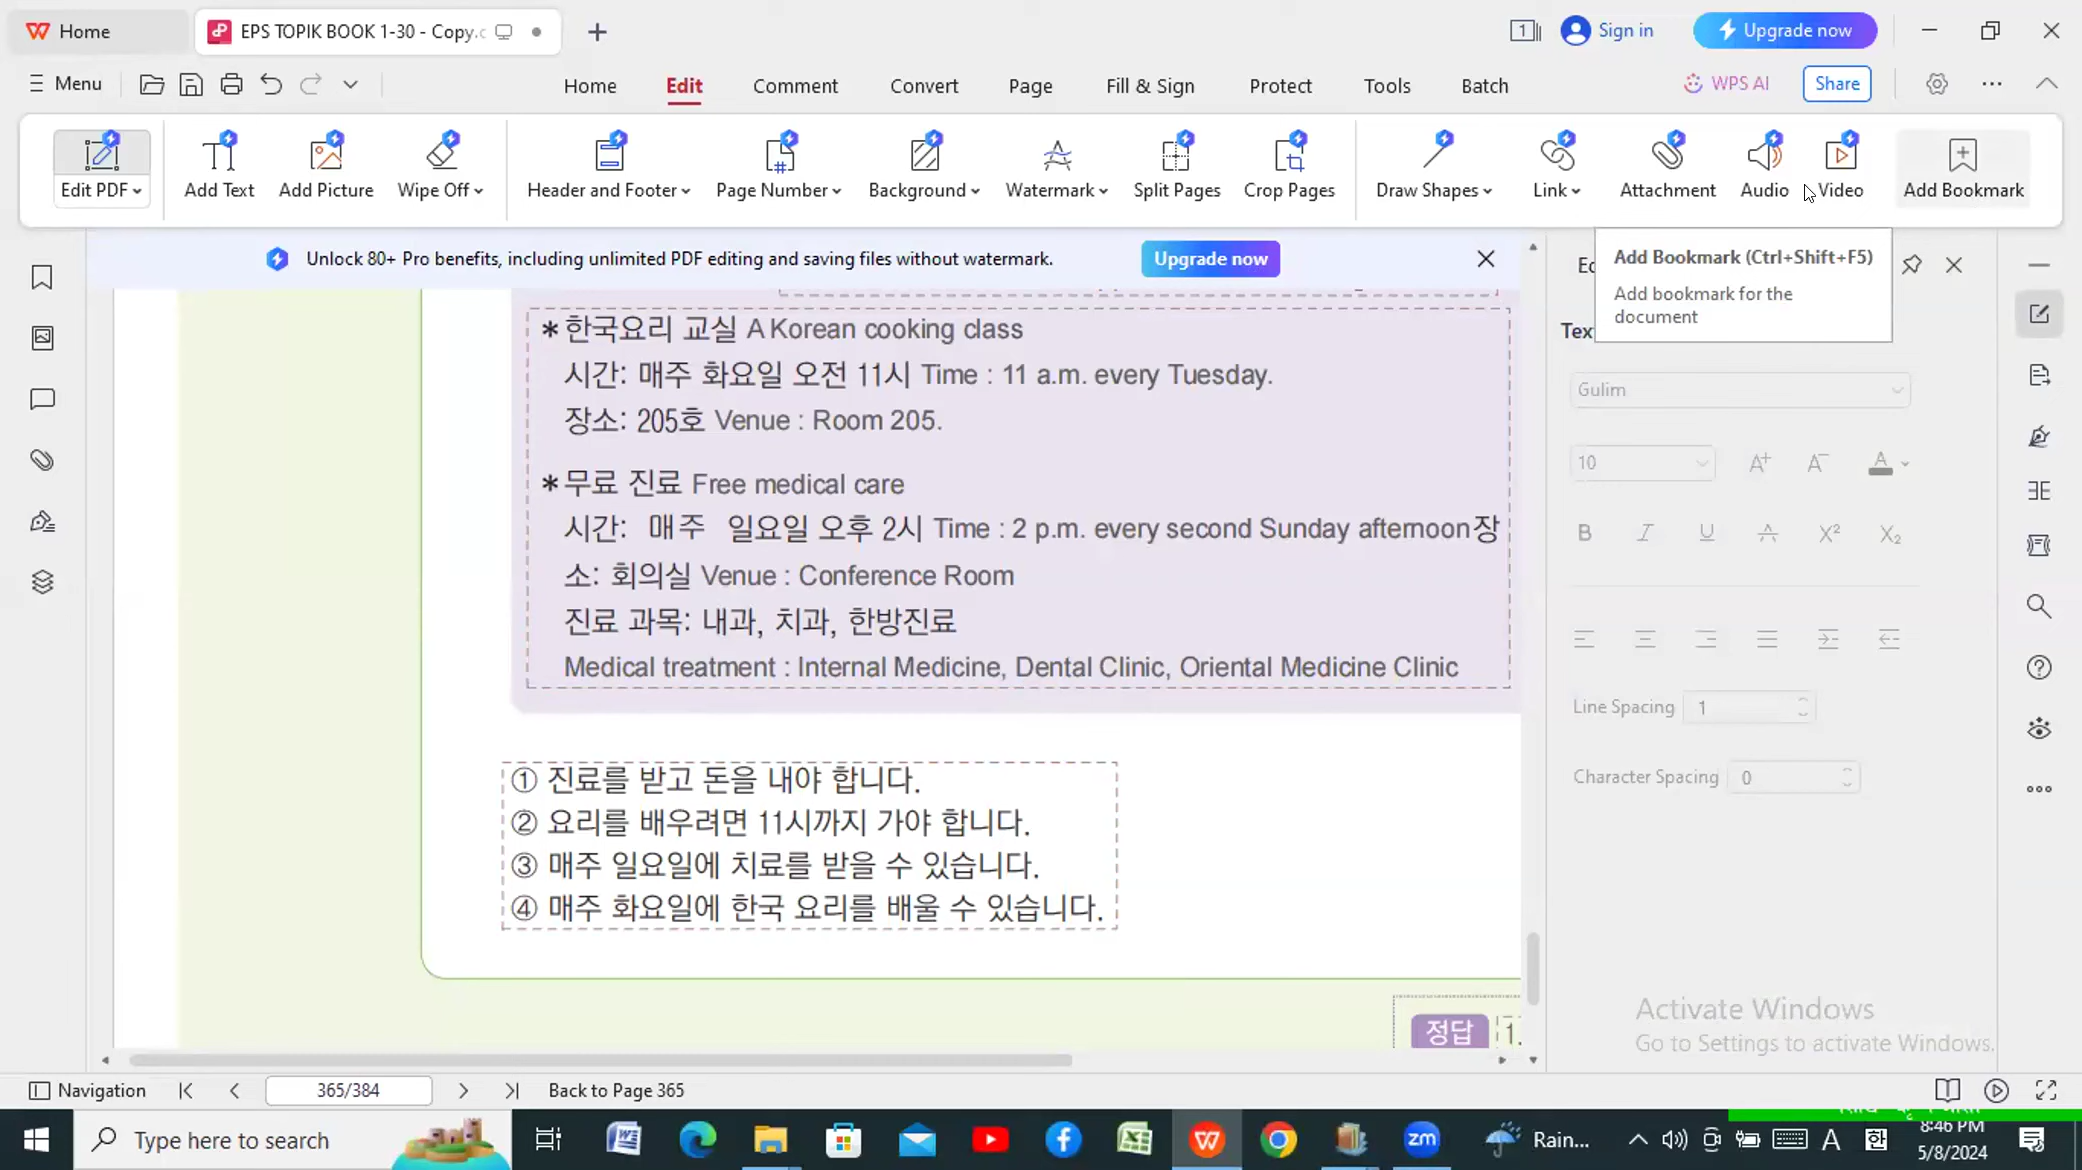 Home
EPS TOPIK BOOK 1-30 - Copy.
1
Sign in
Upgrade now
Menu
Home Edit Comment Convert Page Fill & Sign Protect Tools Batch
WPS AI
Share
Edit PDF Add Text Add Picture Wipe Off Header and Footer Page Number Background Watermark Split Pages Crop Pages Draw Shapes Link Attachment Audio Video Add Bookmark
Unlock 80+ Pro benefits, including unlimited PDF editing and saving files without watermark. Upgrade now
Add Bookmark (Ctrl+Shift+F5)
Add bookmark for the
document
*한국요리 교실 A Korean cooking class
시간: 매주 화요일 오전 11시 Time : 11 a.m. every Tuesday.
장소: 205호 Venue : Room 205.
*무료 진료 Free medical care
시간: 매주 일요일 오후 2시 Time : 2 p.m. every second Sunday afternoon장
소: 회의실 Venue : Conference Room
진료 과목: 내과, 치과, 한방진료
Medical treatment : Internal Medicine, Dental Clinic, Oriental Medicine Clinic
① 진료를 받고 돈을 내야 합니다.
② 요리를 배우려면 11시까지 가야 합니다.
③ 매주 일요일에 치료를 받을 수 있습니다.
④ 매주 화요일에 한국 요리를 배울 수 있습니다.
정답 1.
Gulim
10
A+ A- A
B I U A X² X₂
Line Spacing 1
Character Spacing 0
Activate Windows
Go to Settings to activate Windows.
Navigation
365/384
Back to Page 365
Type here to search
Rain...
A
한
8:46 PM
5/8/2024